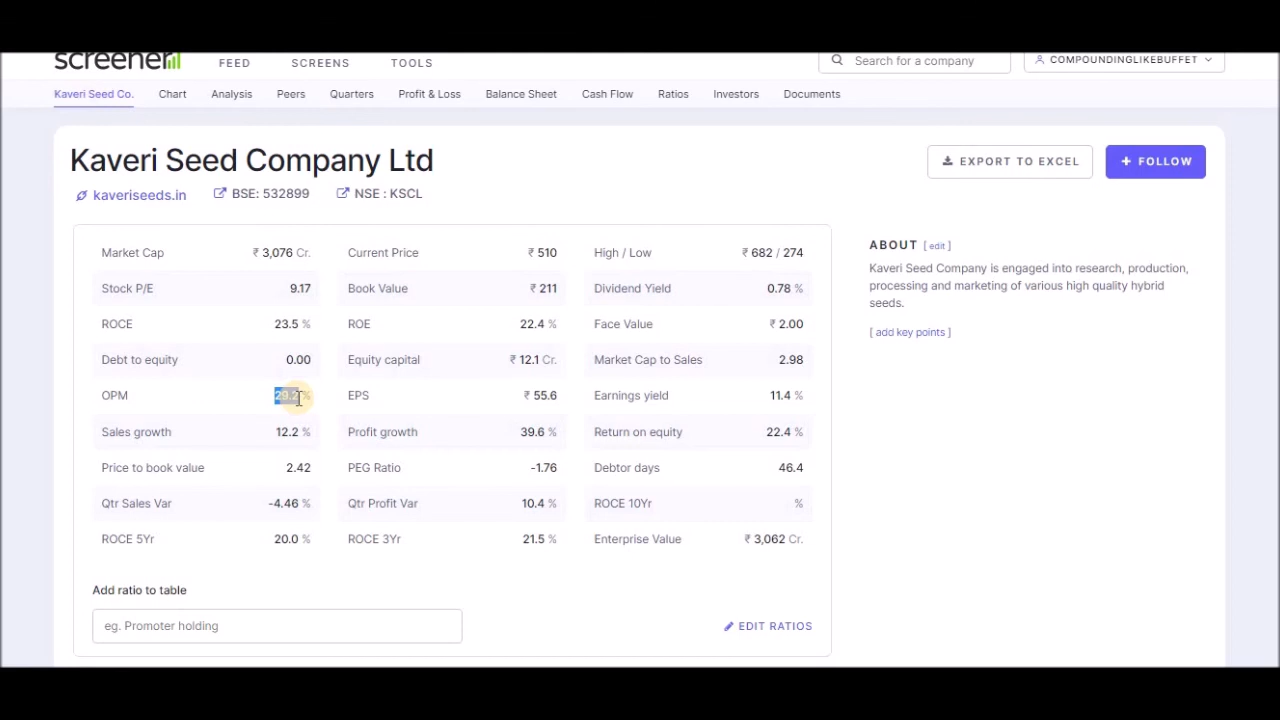 screener
FEED SCREENS TOOLS Search for a company COMPOUNDINGLIKEBUFFET
Kaveri Seed Co. Chart Analysis Peers Quarters Profit & Loss Balance Sheet Cash Flow Ratios Investors Documents
Kaveri Seed Company Ltd
EXPORT TO EXCEL + FOLLOW
kaveriseeds.in BSE: 532899 NSE : KSCL
Market Cap ₹ 3,076 Cr. Current Price ₹ 510 High / Low ₹ 682 / 274
Stock P/E 9.17 Book Value ₹ 211 Dividend Yield 0.78 %
ROCE 23.5 % ROE 22.4 % Face Value ₹ 2.00
Debt to equity 0.00 Equity capital ₹ 12.1 Cr. Market Cap to Sales 2.98
OPM 29.2 % EPS ₹ 55.6 Earnings yield 11.4 %
Sales growth 12.2 % Profit growth 39.6 % Return on equity 22.4 %
Price to book value 2.42 PEG Ratio -1.76 Debtor days 46.4
Qtr Sales Var -4.46 % Qtr Profit Var 10.4 % ROCE 10Yr %
ROCE 5Yr 20.0 % ROCE 3Yr 21.5 % Enterprise Value ₹ 3,062 Cr.
Add ratio to table
eg. Promoter holding EDIT RATIOS
ABOUT [ edit ]
Kaveri Seed Company is engaged into research, production,
processing and marketing of various high quality hybrid
seeds.
[ add key points ]